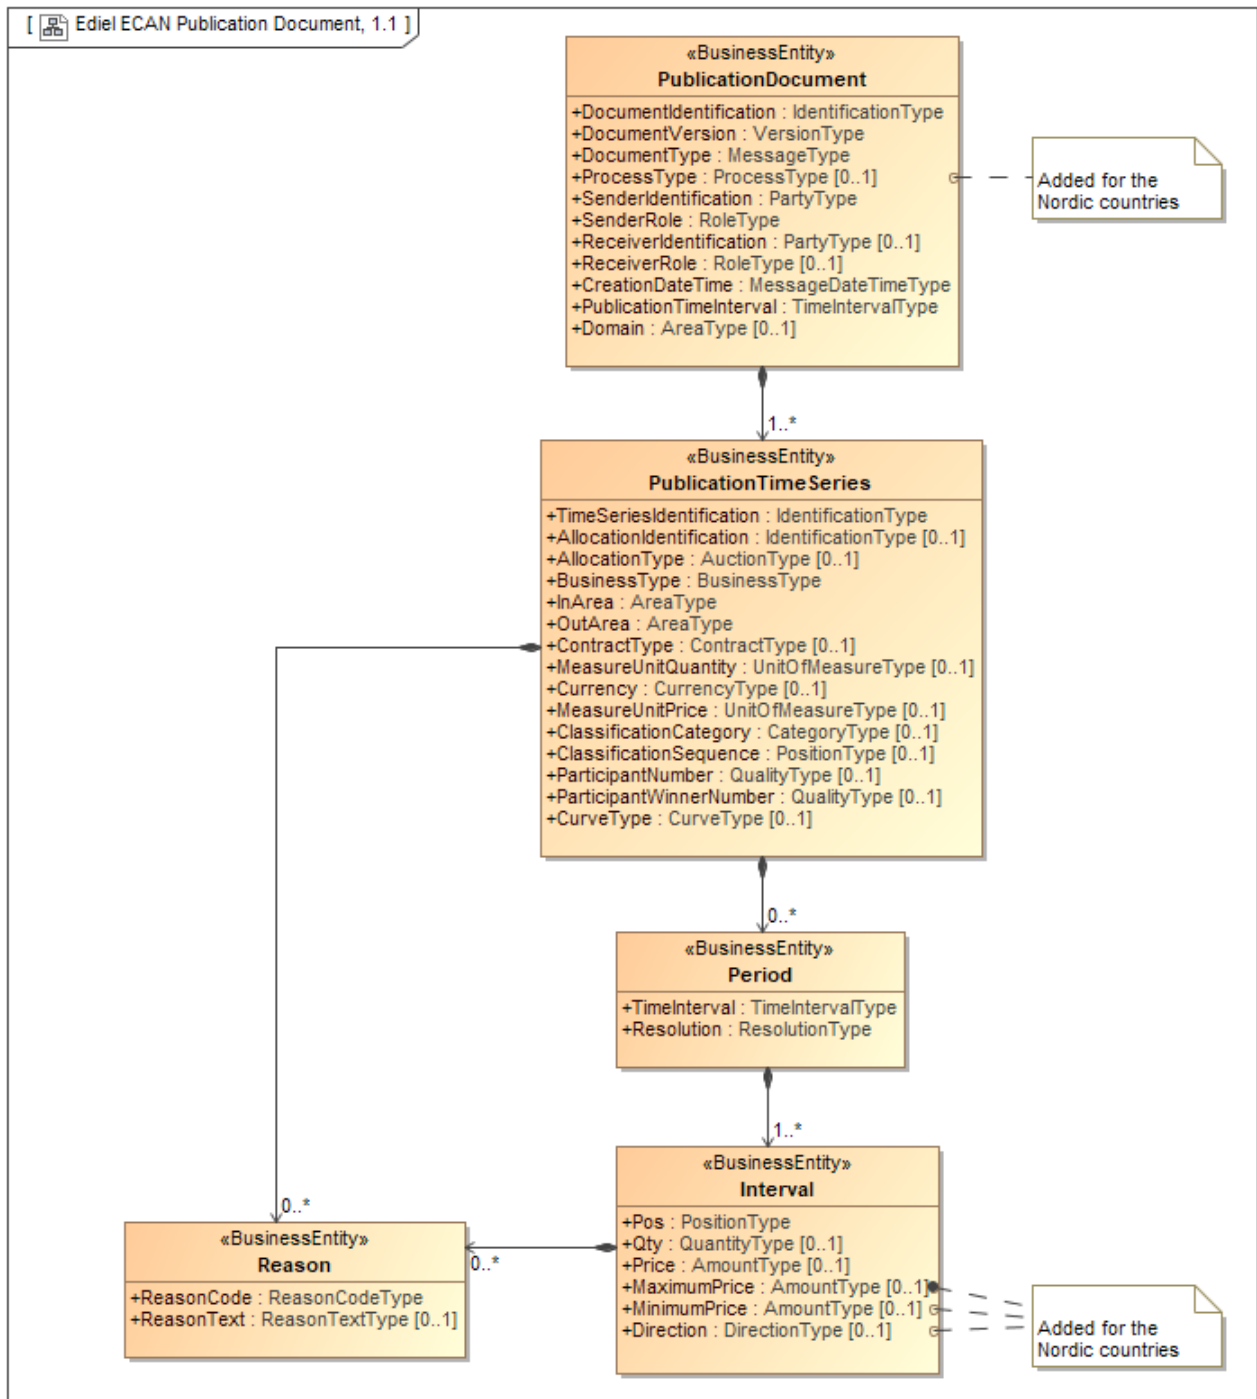 [ Ediel ECAN Publication Document, 1.1 ]
«BusinessEntity»
PublicationDocument
+DocumentIdentification : IdentificationType
+DocumentVersion : VersionType
+DocumentType : MessageType
+ProcessType : ProcessType [0..1]
+SenderIdentification : PartyType
+SenderRole : RoleType
+ReceiverIdentification : PartyType [0..1]
+ReceiverRole : RoleType [0..1]
+CreationDateTime : MessageDateTimeType
+PublicationTimeInterval : TimeIntervalType
+Domain : AreaType [0..1]
Added for the
Nordic countries
1..*
«BusinessEntity»
PublicationTimeSeries
+TimeSeriesIdentification : IdentificationType
+AllocationIdentification : IdentificationType [0..1]
+AllocationType : AuctionType [0..1]
+BusinessType : BusinessType
+InArea : AreaType
+OutArea : AreaType
+ContractType : ContractType [0..1]
+MeasureUnitQuantity : UnitOfMeasureType [0..1]
+Currency : CurrencyType [0..1]
+MeasureUnitPrice : UnitOfMeasureType [0..1]
+ClassificationCategory : CategoryType [0..1]
+ClassificationSequence : PositionType [0..1]
+ParticipantNumber : QualityType [0..1]
+ParticipantWinnerNumber : QualityType [0..1]
+CurveType : CurveType [0..1]
0..*
«BusinessEntity»
Period
+TimeInterval : TimeIntervalType
+Resolution : ResolutionType
1..*
«BusinessEntity»
Interval
+Pos : PositionType
+Qty : QuantityType [0..1]
+Price : AmountType [0..1]
+MaximumPrice : AmountType [0..1]
+MinimumPrice : AmountType [0..1]
+Direction : DirectionType [0..1]
Added for the
Nordic countries
0..*
0..*
«BusinessEntity»
Reason
+ReasonCode : ReasonCodeType
+ReasonText : ReasonTextType [0..1]